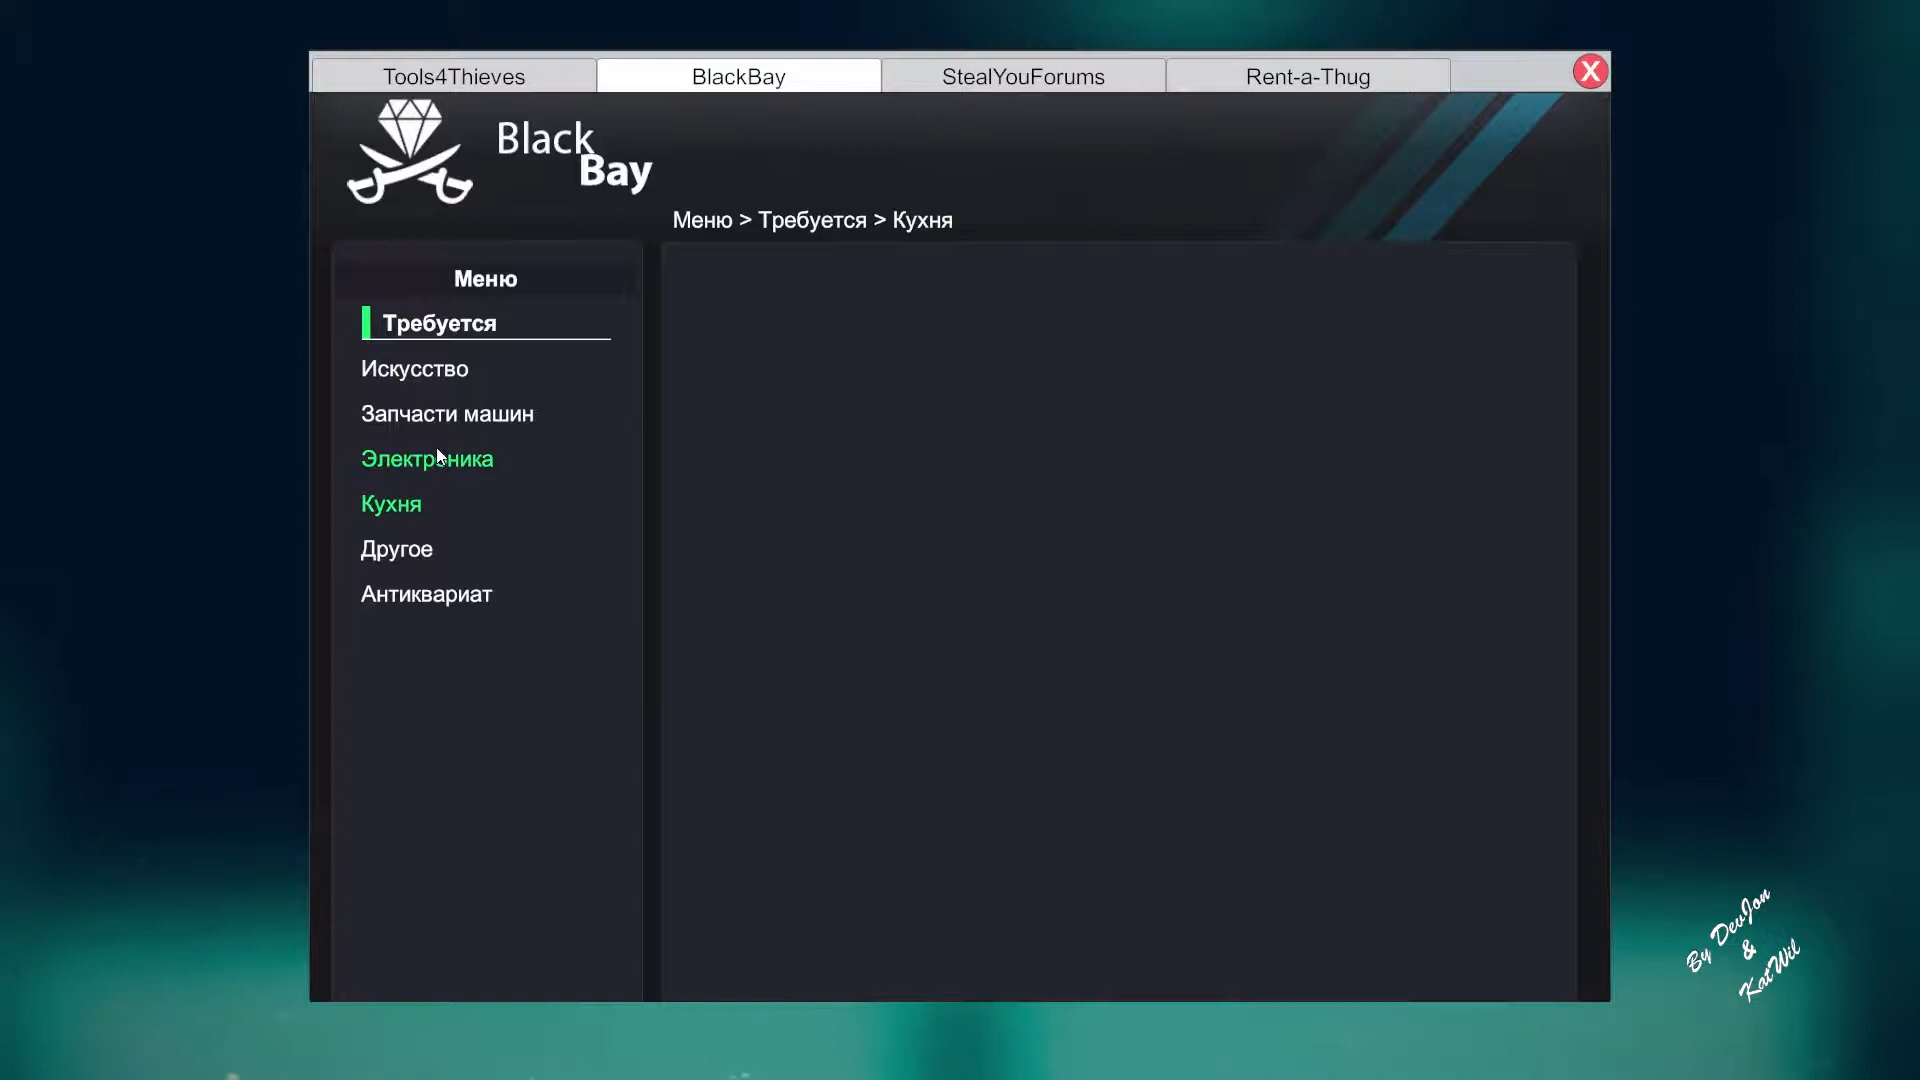 Tools4Thieves
BlackBay
StealYouForums
Rent-a-Thug
X
Black
Bay
Меню > Требуется > Кухня
Меню
Требуется
Искусство
Запчасти машин
Электроника
Кухня
Другое
Антиквариат
By DevJon
&
KatWil